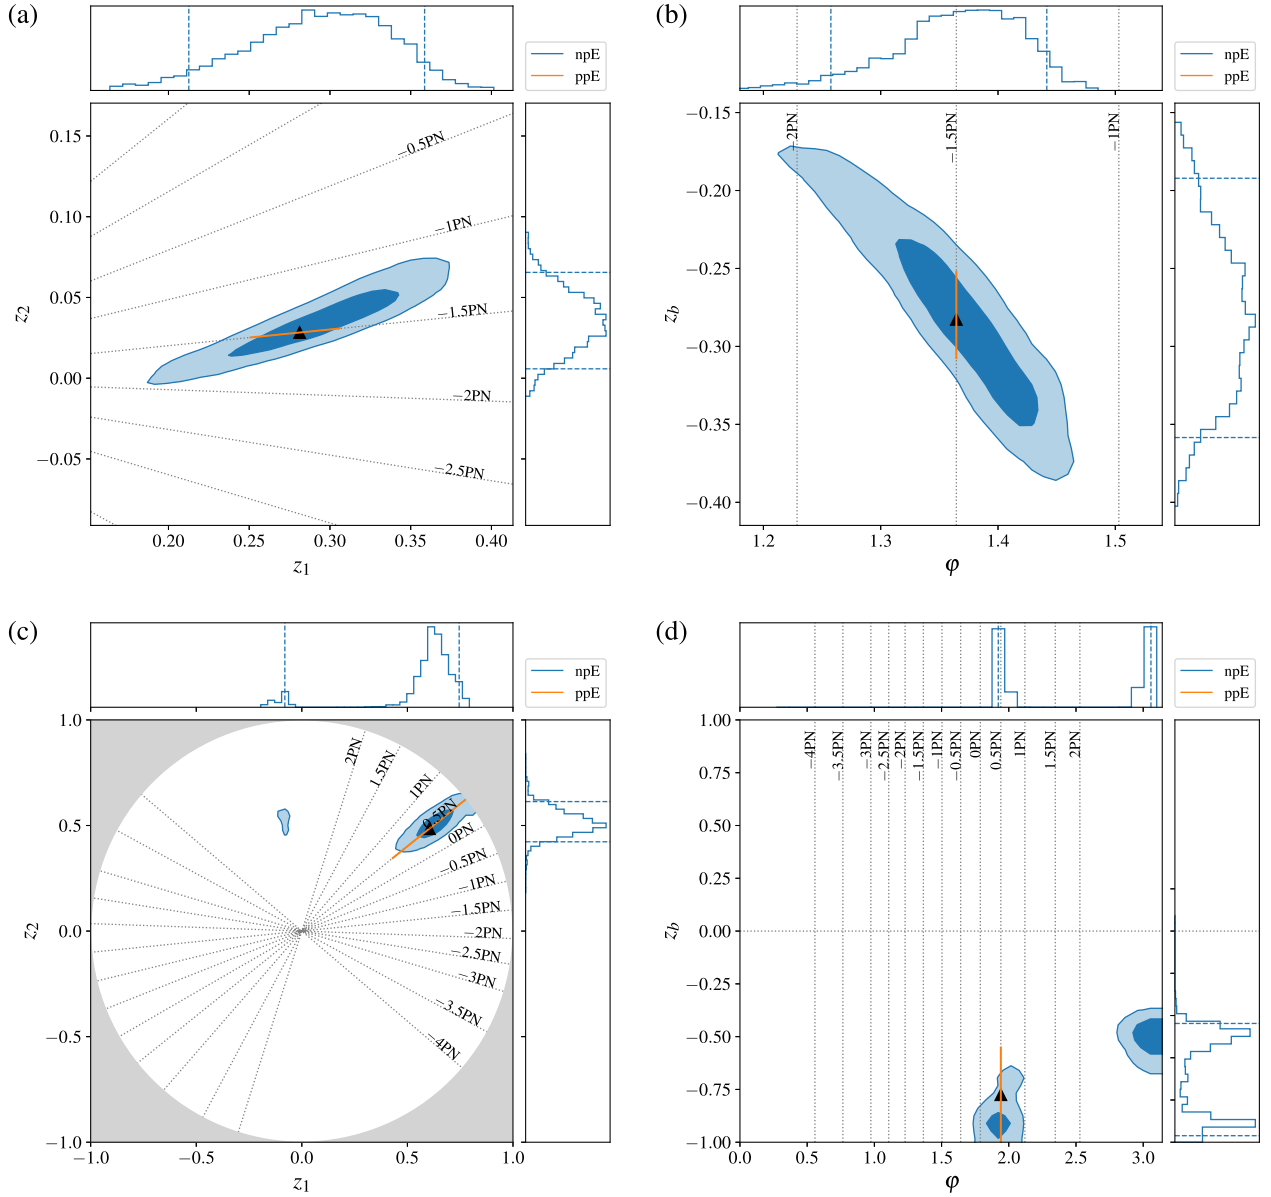 (a)
npE
ppE
−0.5PN
−1PN
−1.5PN
−2PN
−2.5PN
0.15
0.10
0.05
0.00
−0.05
z2
0.20 0.25 0.30 0.35 0.40
z1
(b)
npE
ppE
−2PN
−1.5PN
−1PN
−0.15
−0.20
−0.25
−0.30
−0.35
−0.40
zb
1.2 1.3 1.4 1.5
φ
(c)
npE
ppE
2PN
1.5PN
1PN
0.5PN
0PN
−0.5PN
−1PN
−1.5PN
−2PN
−2.5PN
−3PN
−3.5PN
−4PN
1.0
0.5
0.0
−0.5
−1.0
z2
−1.0 −0.5 0.0 0.5 1.0
z1
(d)
npE
ppE
−4PN
−3.5PN
−3PN
−2.5PN
−2PN
−1.5PN
−1PN
−0.5PN
0PN
0.5PN
1PN
1.5PN
2PN
1.00
0.75
0.50
0.25
0.00
−0.25
−0.50
−0.75
−1.00
zb
0.0 0.5 1.0 1.5 2.0 2.5 3.0
φ